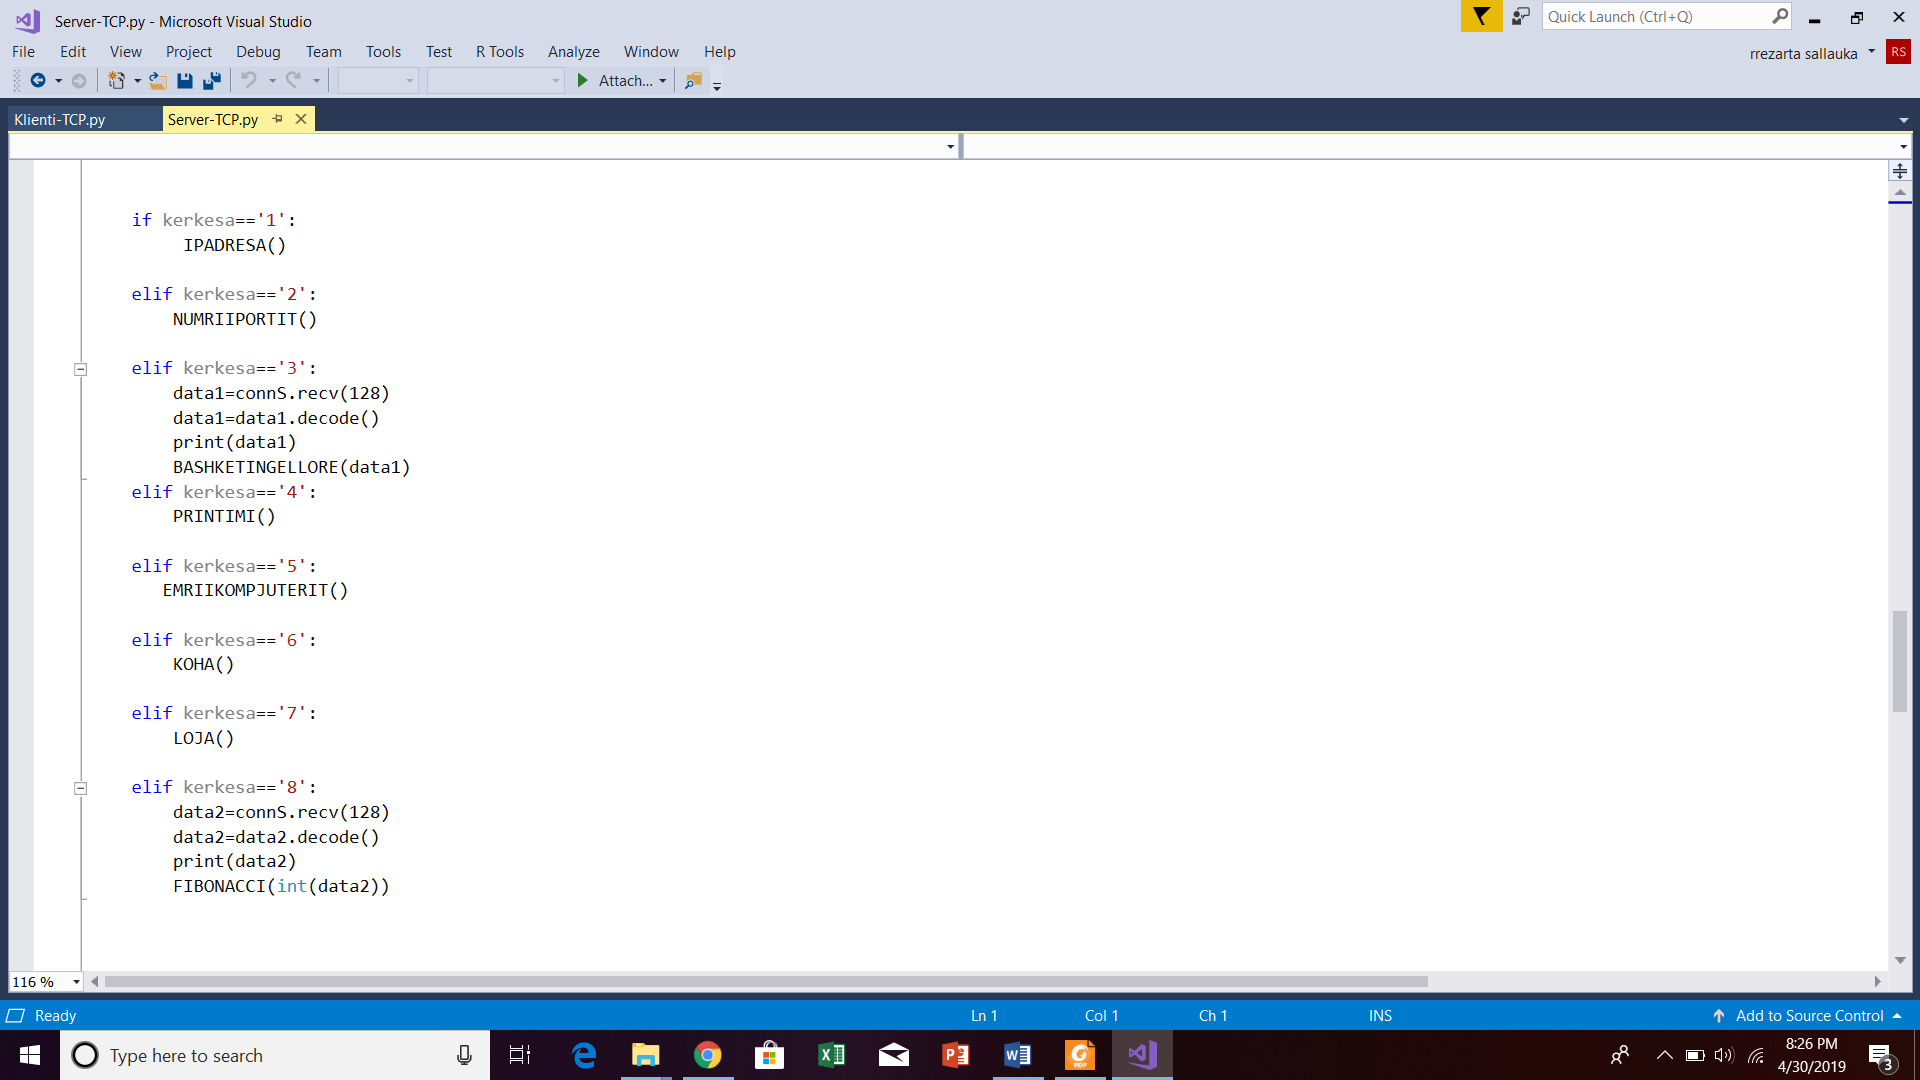 Server-TCP.py - Microsoft Visual Studio
Quick Launch (Ctrl+Q)
File Edit View Project Debug Team Tools Test R Tools Analyze Window Help
rrezarta sallauka RS
Attach...
Klienti-TCP.py Server-TCP.py
if kerkesa=='1':
IPADRESA()
elif kerkesa=='2':
NUMRIIPORTIT()
elif kerkesa=='3':
data1=connS.recv(128)
data1=data1.decode()
print(data1)
BASHKETINGELLORE(data1)
elif kerkesa=='4':
PRINTIMI()
elif kerkesa=='5':
EMRIIKOMPJUTERIT()
elif kerkesa=='6':
KOHA()
elif kerkesa=='7':
LOJA()
elif kerkesa=='8':
data2=connS.recv(128)
data2=data2.decode()
print(data2)
FIBONACCI(int(data2))
116 %
Ready Ln 1 Col 1 Ch 1 INS Add to Source Control
Type here to search
8:26 PM
4/30/2019
3